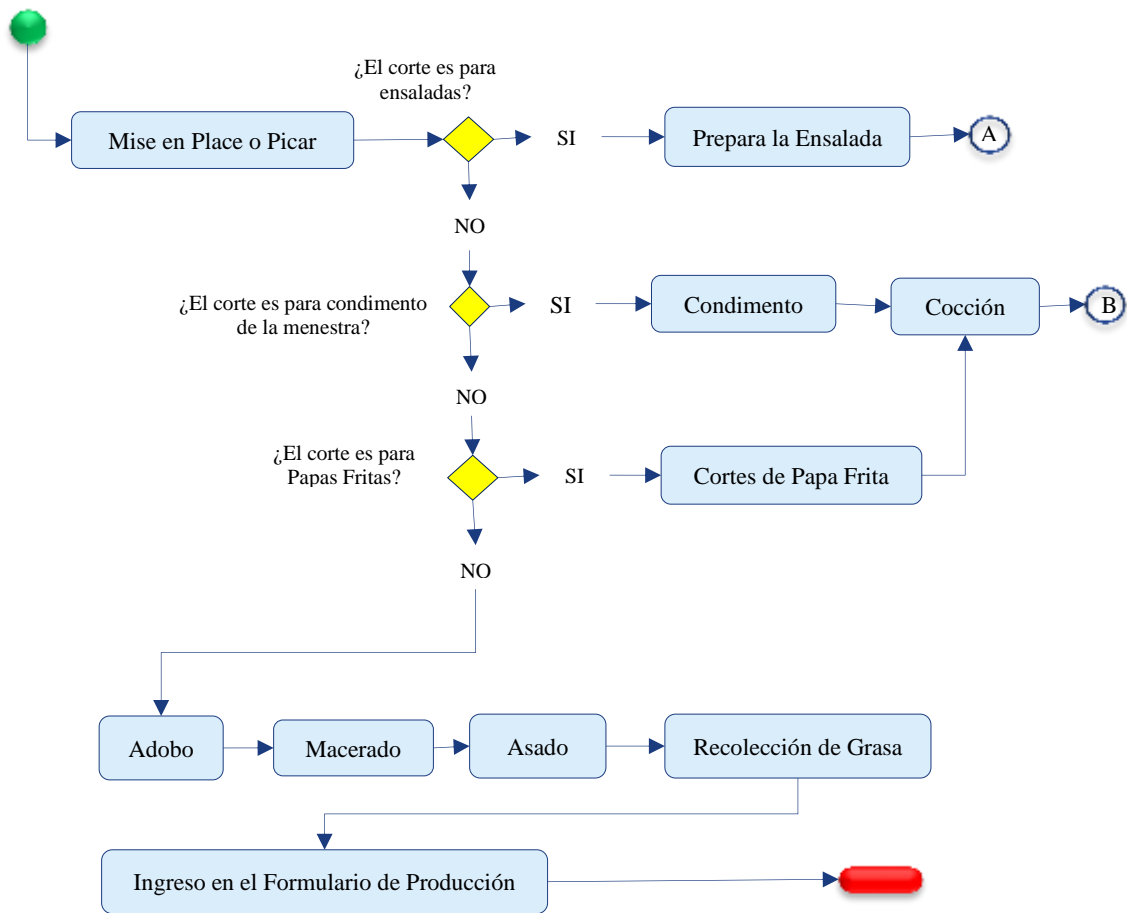 ¿El corte es para
ensaladas?
Mise en Place o Picar
SI
Prepara la Ensalada
A
NO
¿El corte es para condimento
de la menestra?
SI
Condimento
Cocción
B
NO
¿El corte es para
Papas Fritas?
SI
Cortes de Papa Frita
NO
Adobo
Macerado
Asado
Recolección de Grasa
Ingreso en el Formulario de Producción